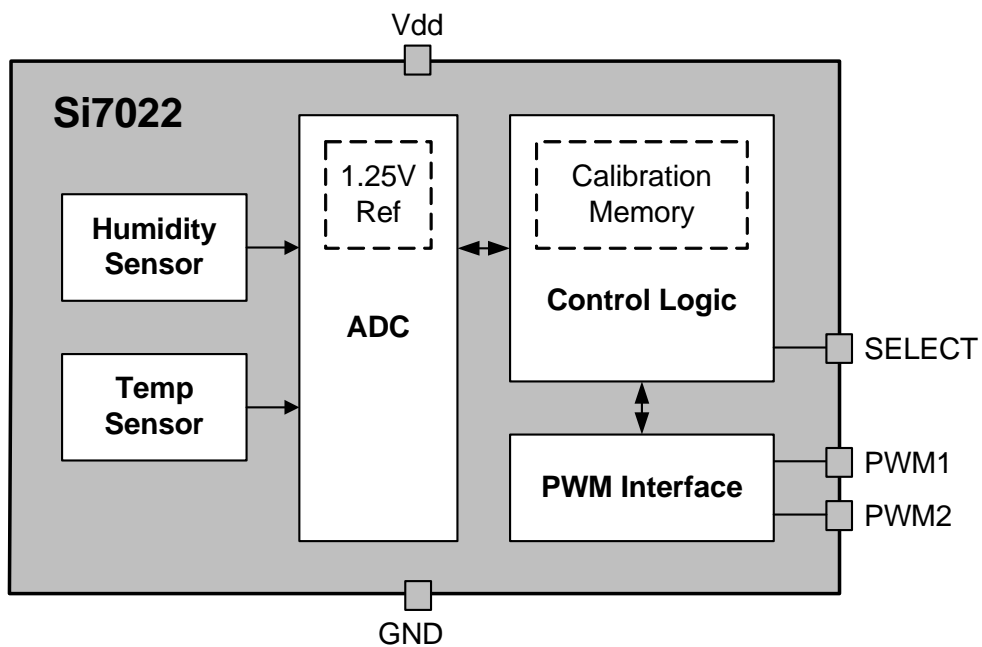 Vdd
Si7022
1.25V
Ref
Calibration
Memory
Humidity
Sensor
ADC
Control Logic
SELECT
Temp
Sensor
PWM Interface
PWM1
PWM2
GND